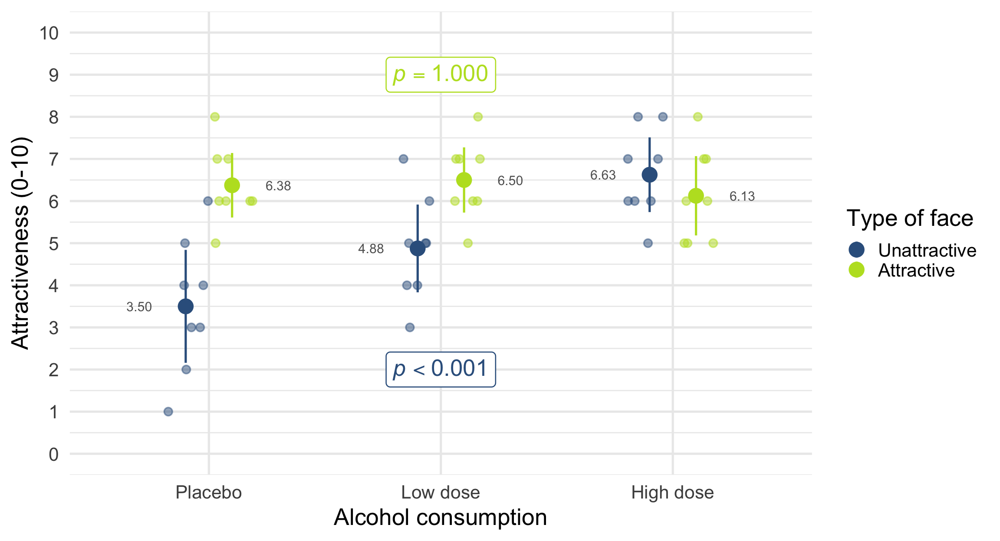 Attractiveness (0-10)
10
9
8
7
6
5
4
3
2
1
0
p = 1.000
6.38
6.50
6.63
6.13
4.88
3.50
p < 0.001
Placebo
Low dose
High dose
Alcohol consumption
Type of face
Unattractive
Attractive